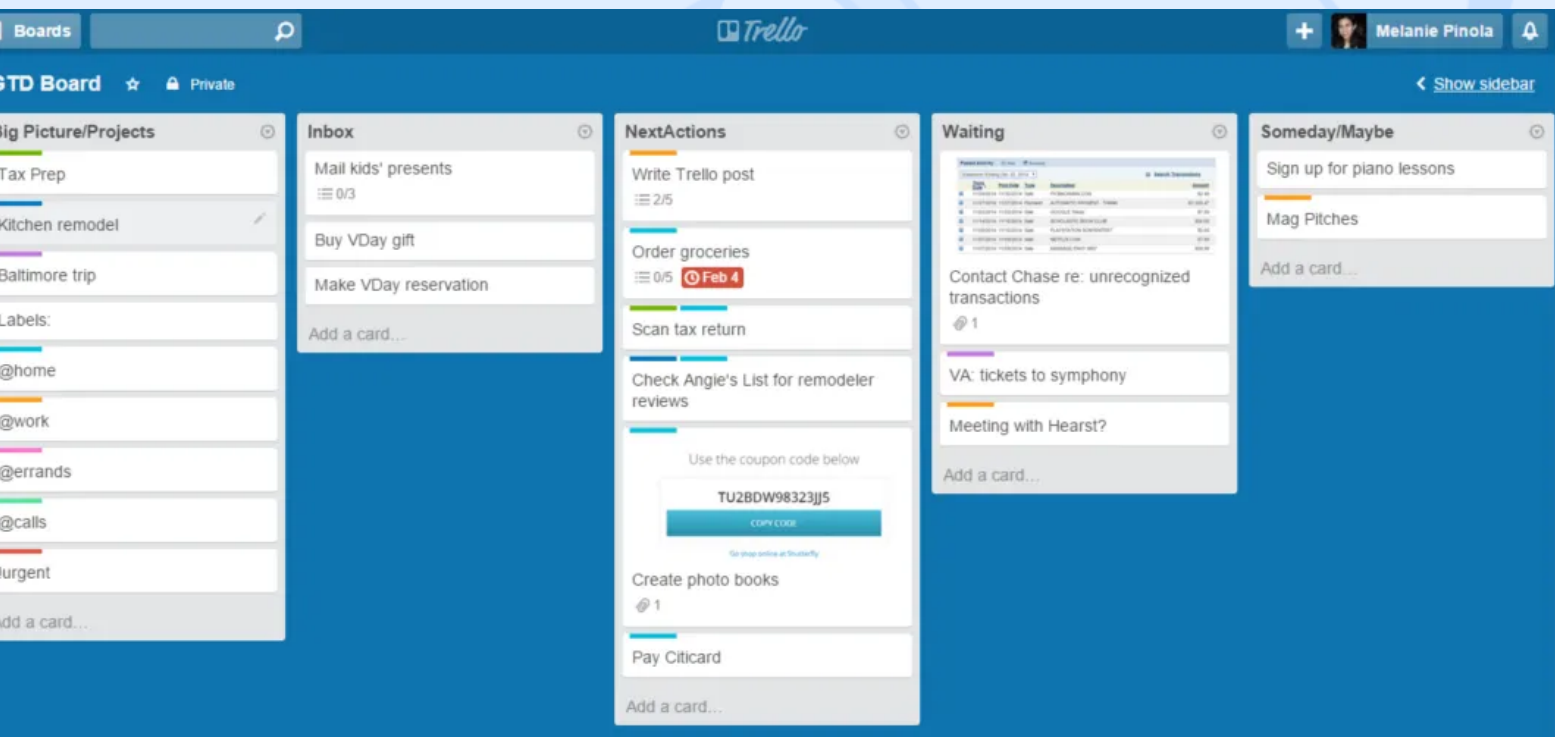 Boards
Trello
Melanie Pinola
GTD Board
Private
Show sidebar
Big Picture/Projects
Tax Prep
Kitchen remodel
Baltimore trip
Labels:
@home
@work
@errands
@calls
urgent
Add a card...
Inbox
Mail kids' presents
0/3
Buy VDay gift
Make VDay reservation
Add a card...
NextActions
Write Trello post
2/5
Order groceries
0/5 Feb 4
Scan tax return
Check Angie's List for remodeler
reviews
Use the coupon code below
TU2BDW98323JJ5
COPY CODE
Go shop online at Shutterfly
Create photo books
1
Pay Citicard
Add a card...
Waiting
Contact Chase re: unrecognized
transactions
1
VA: tickets to symphony
Meeting with Hearst?
Add a card...
Someday/Maybe
Sign up for piano lessons
Mag Pitches
Add a card...